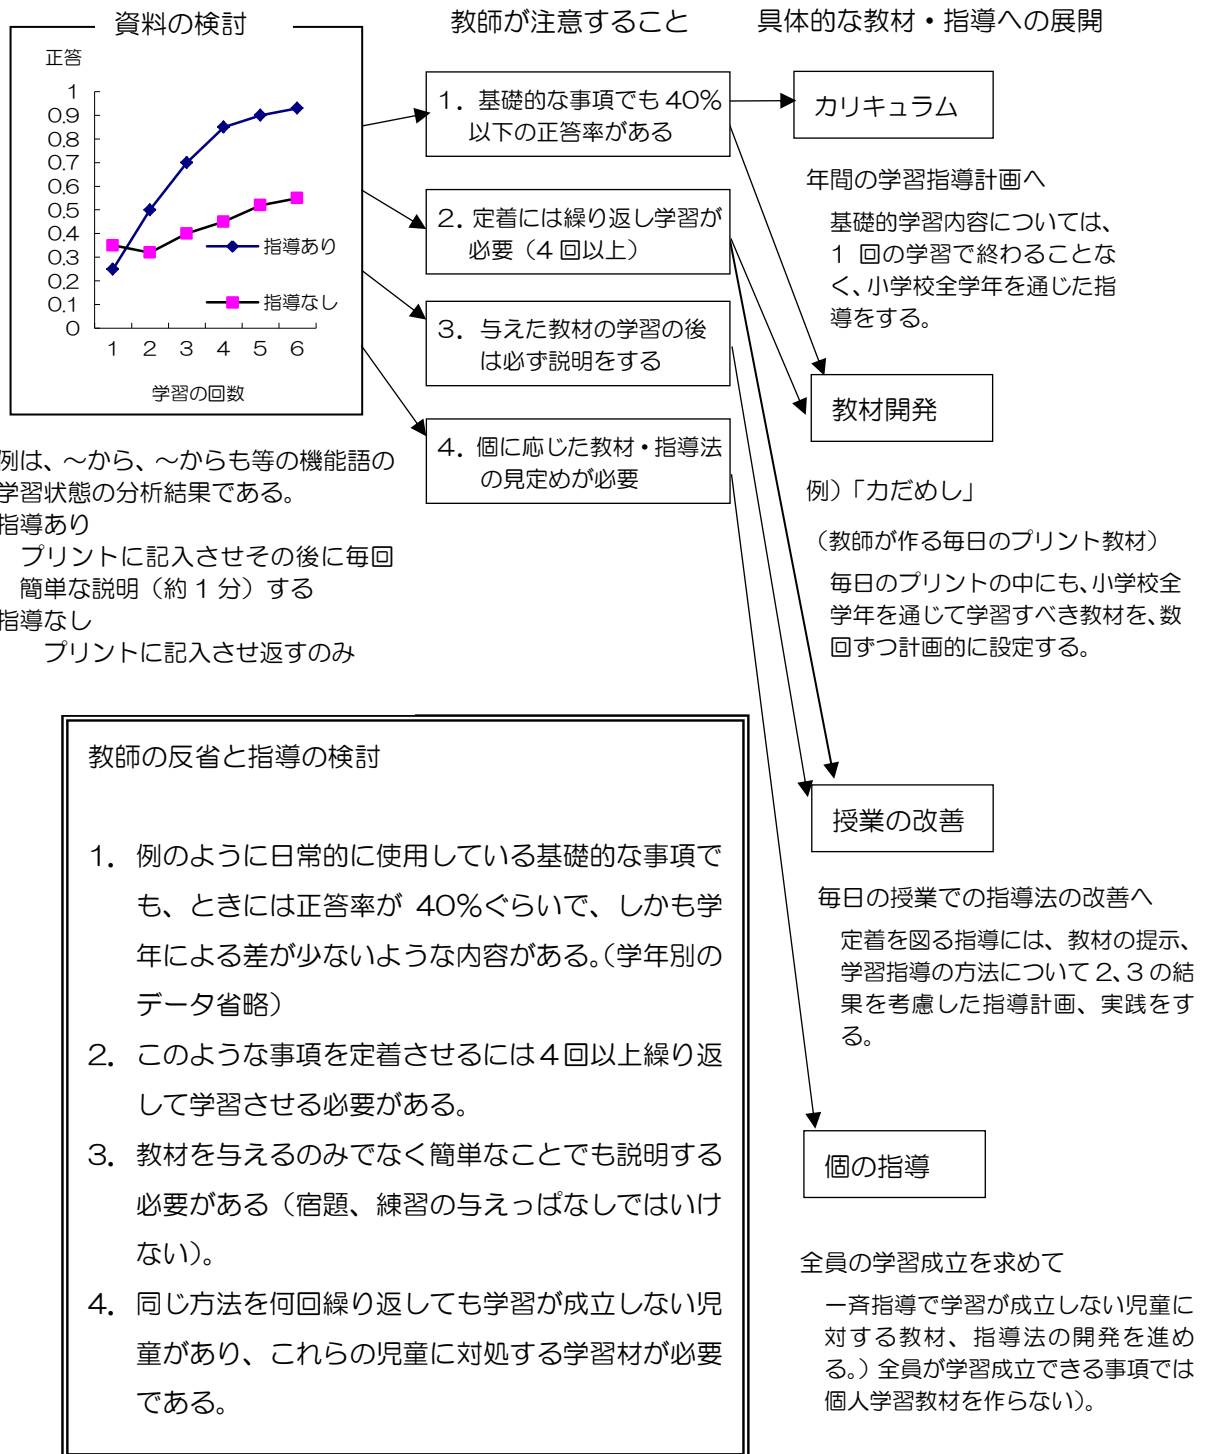 資料の検討
教師が注意すること
具体的な教材・指導への展開
正答
1
0.9
0.8
0.7
0.6
0.5
0.4
0.3
0.2
0.1
0
指導あり
指導なし
1 2 3 4 5 6
学習の回数
例は、～から、～からも等の機能語の
学習状態の分析結果である。
指導あり
プリントに記入させその後に毎回
簡単な説明（約1分）する
指導なし
プリントに記入させ返すのみ
1．基礎的な事項でも 40%
以下の正答率がある
2．定着には繰り返し学習が
必要（4回以上）
3．与えた教材の学習の後
は必ず説明をする
4．個に応じた教材・指導法
の見定めが必要
カリキュラム
年間の学習指導計画へ
基礎的学習内容については、
1 回の学習で終わることな
く、小学校全学年を通じた指
導をする。
教材開発
例）「力だめし」
（教師が作る毎日のプリント教材）
毎日のプリントの中にも、小学校全
学年を通じて学習すべき教材を、数
回ずつ計画的に設定する。
授業の改善
毎日の授業での指導法の改善へ
定着を図る指導には、教材の提示、
学習指導の方法について2、3の結
果を考慮した指導計画、実践をす
る。
個の指導
全員の学習成立を求めて
一斉指導で学習が成立しない児童に
対する教材、指導法の開発を進め
る。）全員が学習成立できる事項では
個人学習教材を作らない）。
教師の反省と指導の検討
1．例のように日常的に使用している基礎的な事項で
も、ときには正答率が 40%ぐらいで、しかも学
年による差が少ないような内容がある。（学年別の
データ省略）
2．このような事項を定着させるには4回以上繰り返
して学習させる必要がある。
3．教材を与えるのみでなく簡単なことでも説明する
必要がある（宿題、練習の与えっぱなしではいけ
ない）。
4．同じ方法を何回繰り返しても学習が成立しない児
童があり、これらの児童に対処する学習材が必要
である。